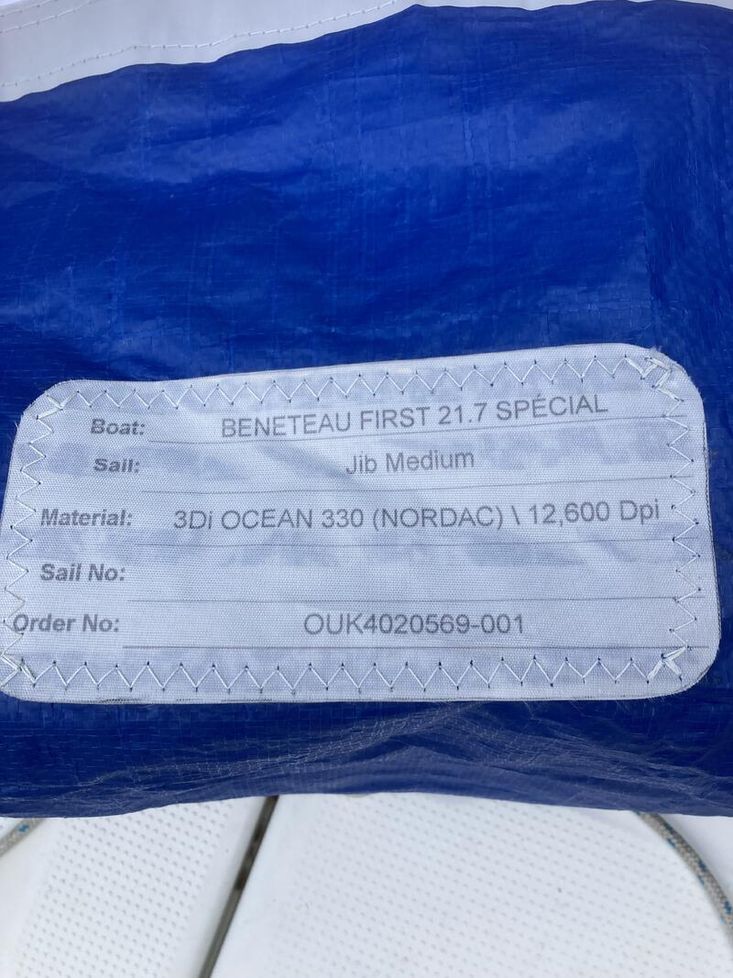 Boat: BENETEAU FIRST 21.7 SPÉCIAL
Sail: Jib Medium
Material: 3Di OCEAN 330 (NORDAC) \ 12,600 Dpi
Sail No:
Order No: OUK4020569-001